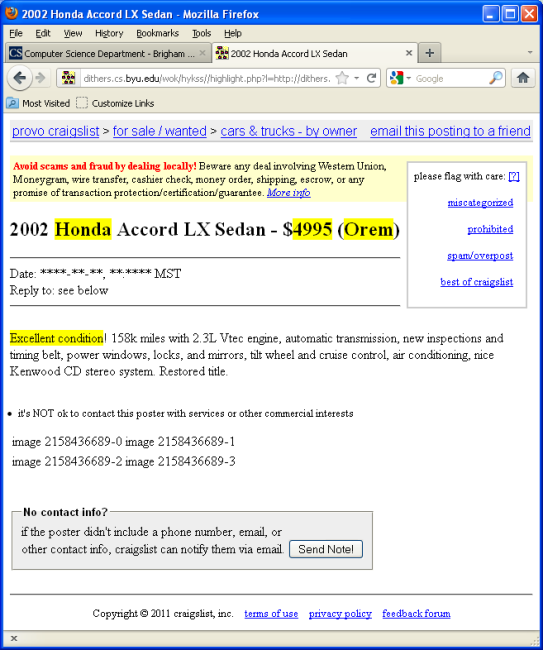 2002 Honda Accord LX Sedan - Mozilla Firefox
File Edit View History Bookmarks Tools Help
CS Computer Science Department - Brigham ... 2002 Honda Accord LX Sedan
dithers.cs.byu.edu/wok/hykss//highlight.php?l=http://dithers. Google
Most Visited Customize Links
provo craigslist > for sale / wanted > cars & trucks - by owner email this posting to a friend
Avoid scams and fraud by dealing locally! Beware any deal involving Western Union,
Moneygram, wire transfer, cashier check, money order, shipping, escrow, or any
promise of transaction protection/certification/guarantee. More info
please flag with care: [?]
miscategorized
prohibited
spam/overpost
best of craigslist
2002 Honda Accord LX Sedan - $4995 (Orem)
Date: ****-**-**, **:**** MST
Reply to: see below
Excellent condition! 158k miles with 2.3L Vtec engine, automatic transmission, new inspections and
timing belt, power windows, locks, and mirrors, tilt wheel and cruise control, air conditioning, nice
Kenwood CD stereo system. Restored title.
it's NOT ok to contact this poster with services or other commercial interests
image 2158436689-0 image 2158436689-1
image 2158436689-2 image 2158436689-3
No contact info?
if the poster didn't include a phone number, email, or
other contact info, craigslist can notify them via email. Send Note!
Copyright © 2011 craigslist, inc. terms of use privacy policy feedback forum